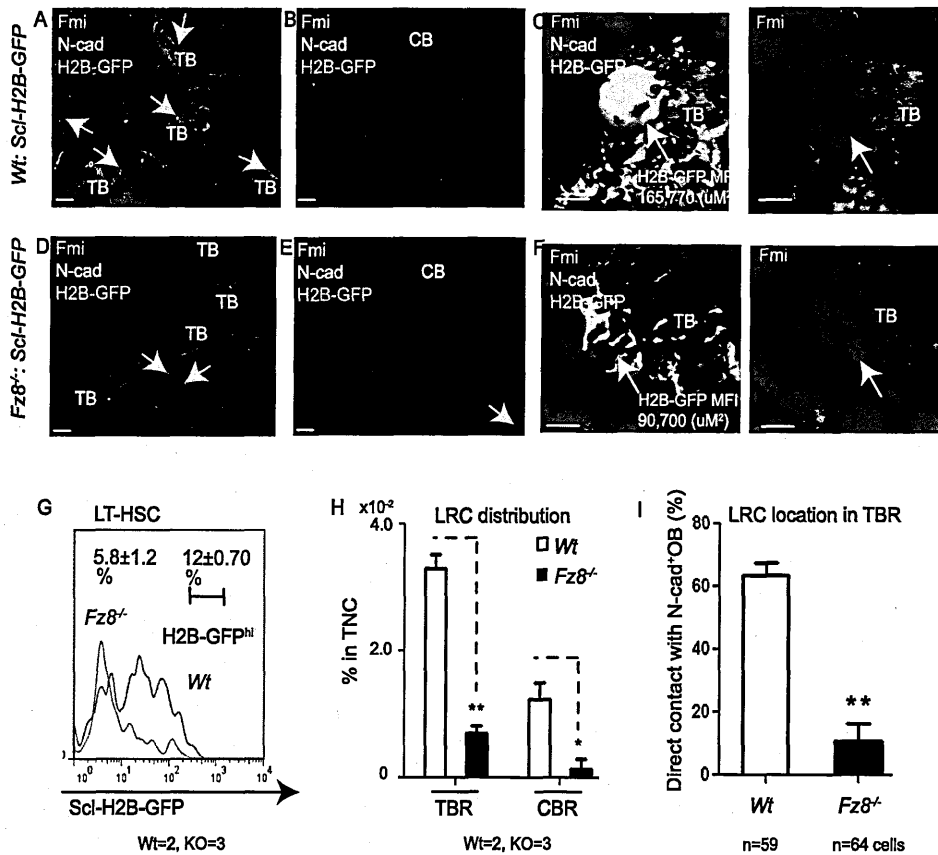 Wt: Scl-H2B-GFP
A
Fmi
N-cad
H2B-GFP
TB
TB
TB
TB
B
Fmi
N-cad
H2B-GFP
CB
C
Fmi
N-cad
H2B-GFP
TB
H2B-GFP MFI
165,770 (uM²)
Fmi
TB
Fz8-/-: Scl-H2B-GFP
D
Fmi
N-cad
H2B-GFP
TB
TB
TB
TB
E
Fmi
N-cad
H2B-GFP
CB
F
Fmi
N-cad
H2B-GFP
TB
H2B-GFP MFI
90,700 (uM²)
Fmi
TB
G
LT-HSC
5.8±1.2
%
12±0.70
%
Fz8-/-
H2B-GFPhi
Wt
10⁰ 10¹ 10² 10³ 10⁴
Scl-H2B-GFP
Wt=2, KO=3
H
x10-2
LRC distribution
Wt
Fz8-/-
% in TNC
4.0
2.0
0
**
*
TBR CBR
Wt=2, KO=3
I
LRC location in TBR
Direct contact with N-cad+OB (%)
80
60
40
20
0
**
Wt Fz8-/-
n=59 n=64 cells